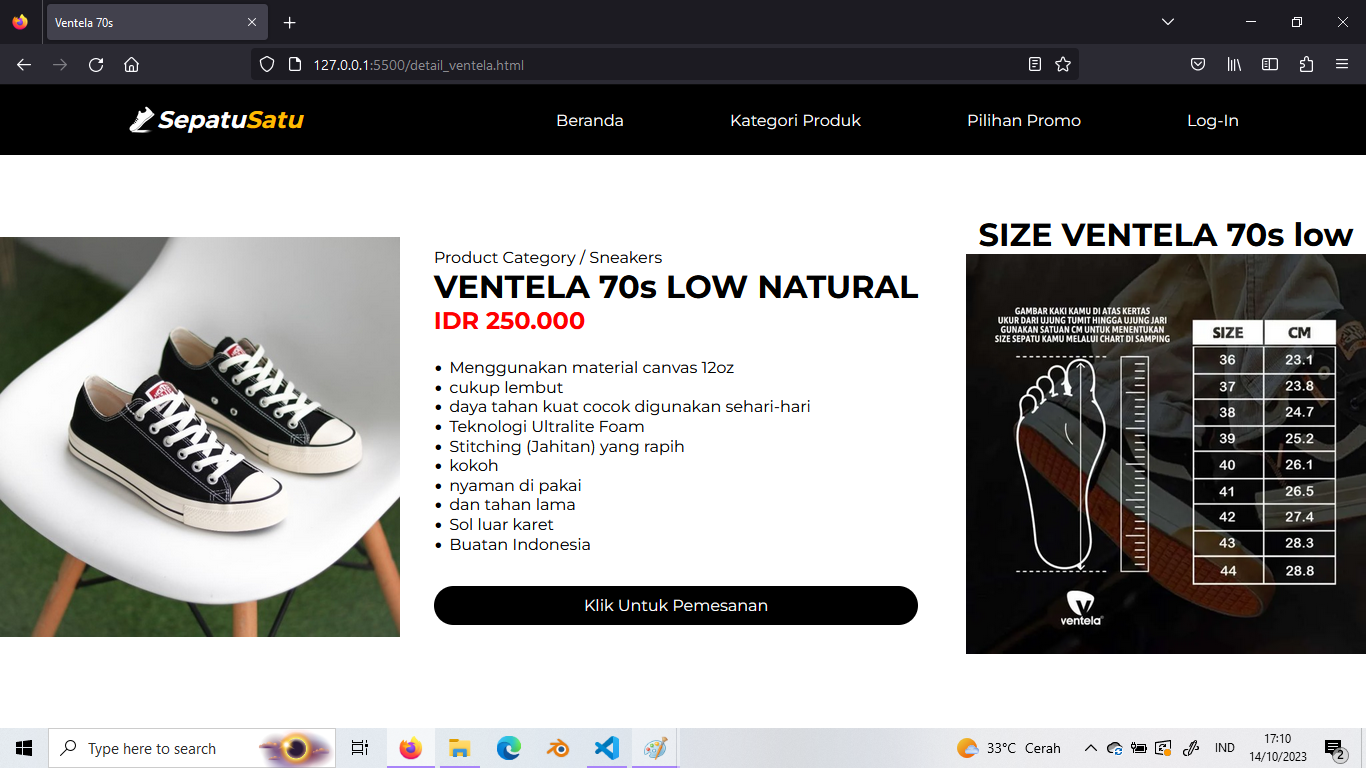 Ventela 70s
127.0.0.1:5500/detail_ventela.html
SepatuSatu
Beranda
Kategori Produk
Pilihan Promo
Log-In
Product Category / Sneakers
VENTELA 70s LOW NATURAL
IDR 250.000
• Menggunakan material canvas 12oz
• cukup lembut
• daya tahan kuat cocok digunakan sehari-hari
• Teknologi Ultralite Foam
• Stitching (Jahitan) yang rapih
• kokoh
• nyaman di pakai
• dan tahan lama
• Sol luar karet
• Buatan Indonesia
Klik Untuk Pemesanan
SIZE VENTELA 70s low
GAMBAR KAKI KAMU DI ATAS KERTAS
UKUR DARI UJUNG TUMIT HINGGA UJUNG JARI
GUNAKAN SATUAN CM UNTUK MENENTUKAN
SIZE SEPATU KAMU MELALUI CHART DI SAMPING
SIZE CM
36 23.1
37 23.8
38 24.7
39 25.2
40 26.1
41 26.5
42 27.4
43 28.3
44 28.8
ventela
Type here to search
33°C Cerah
IND
17:10
14/10/2023
2